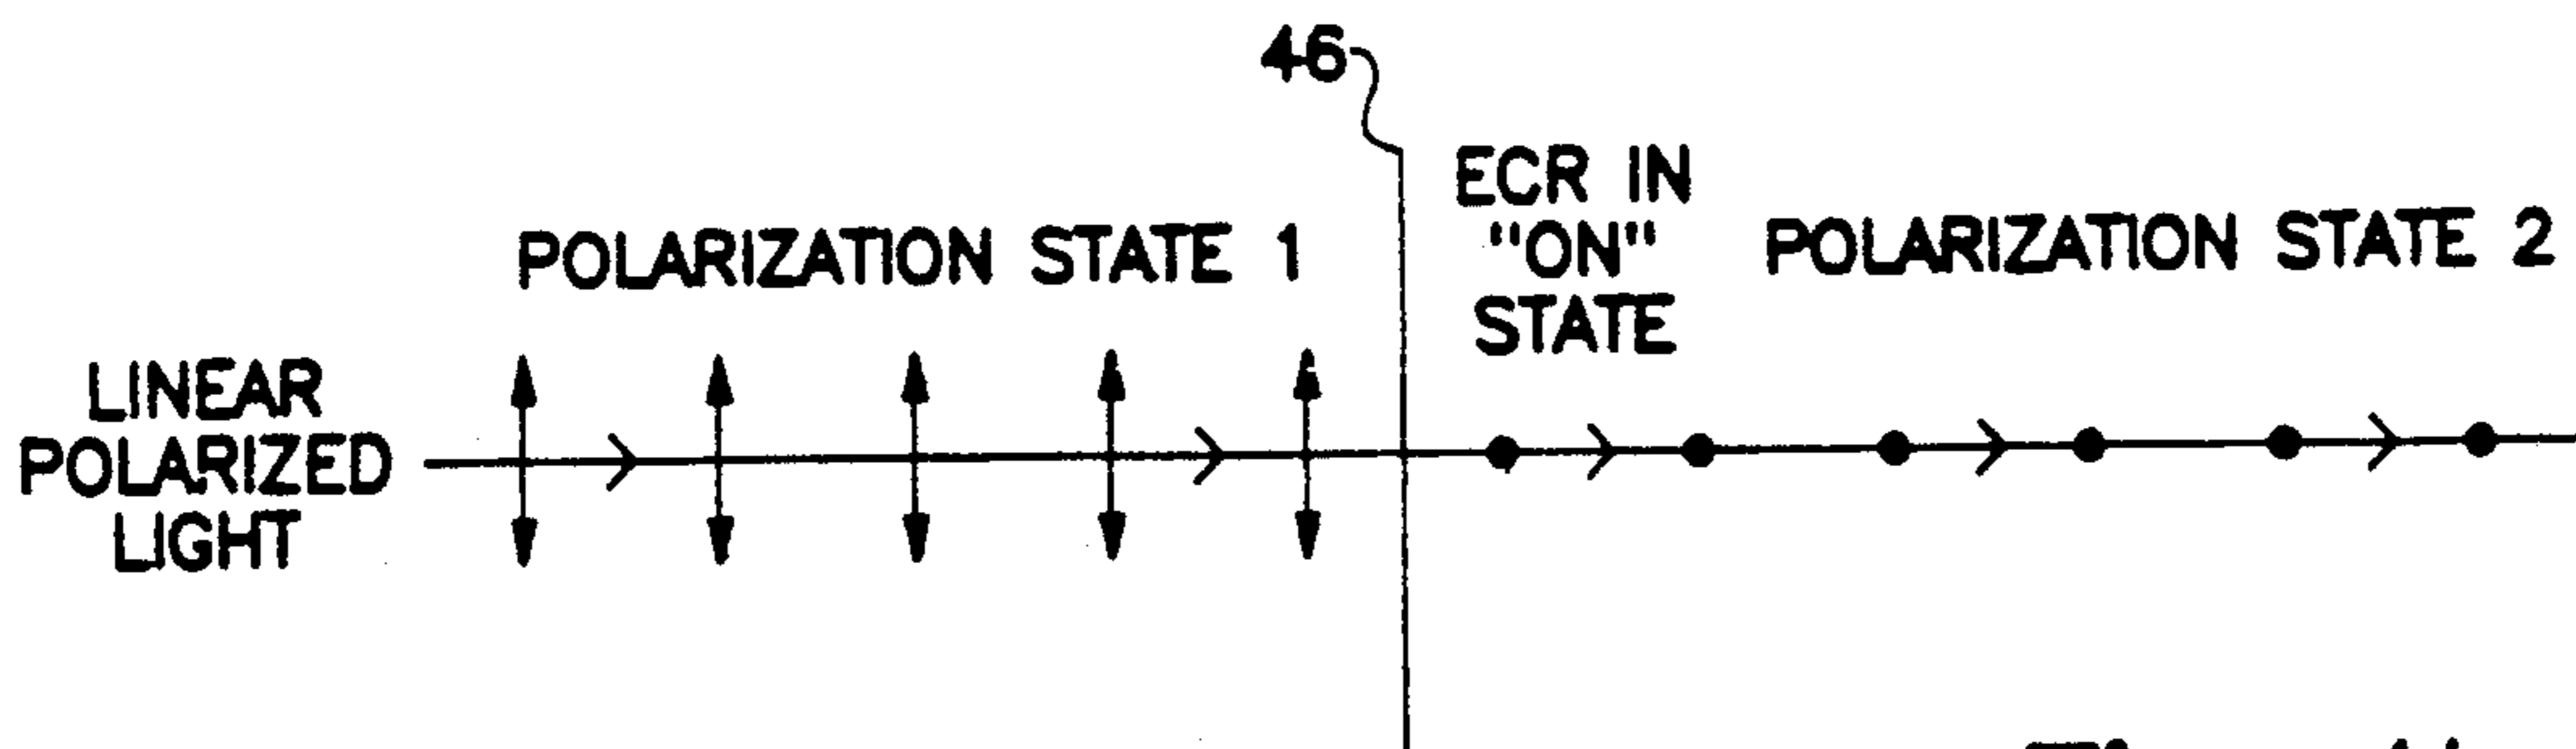 46
ECR IN
"ON"
STATE
POLARIZATION STATE 1
POLARIZATION STATE 2
LINEAR
POLARIZED
LIGHT